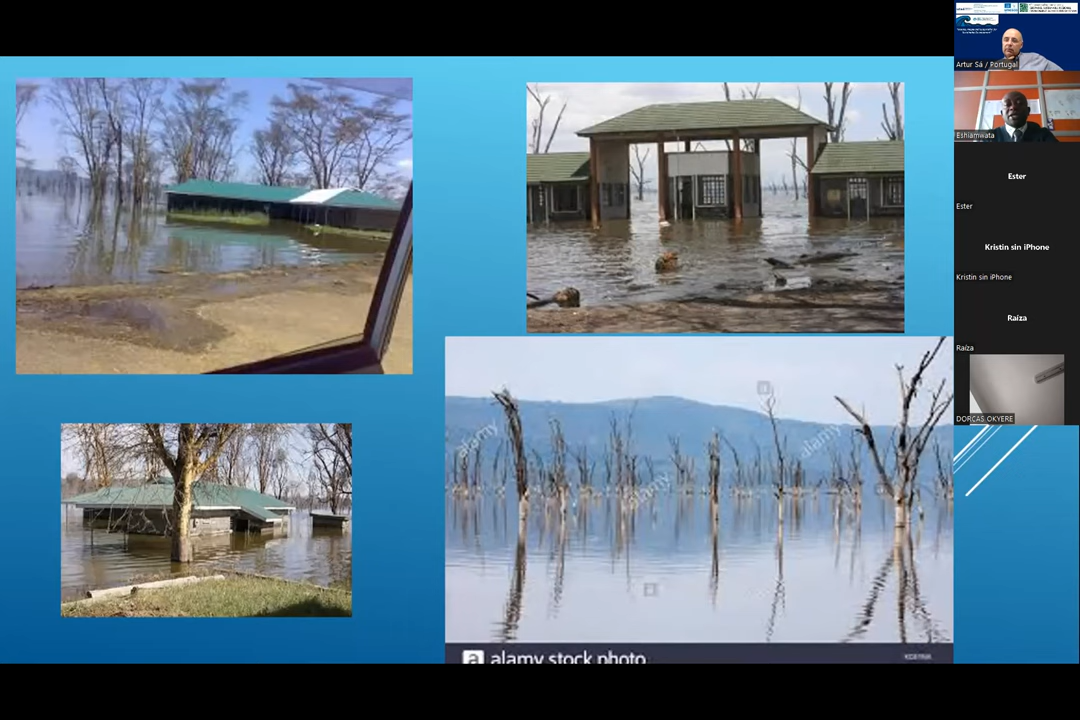 Artur Sá / Portugal
Eshiamwata
Ester
Ester
Kristin sin iPhone
Kristin sin iPhone
Raíza
Raíza
DORCAS OKYERE
alamy
alamy
alamy
a alamy stock photo